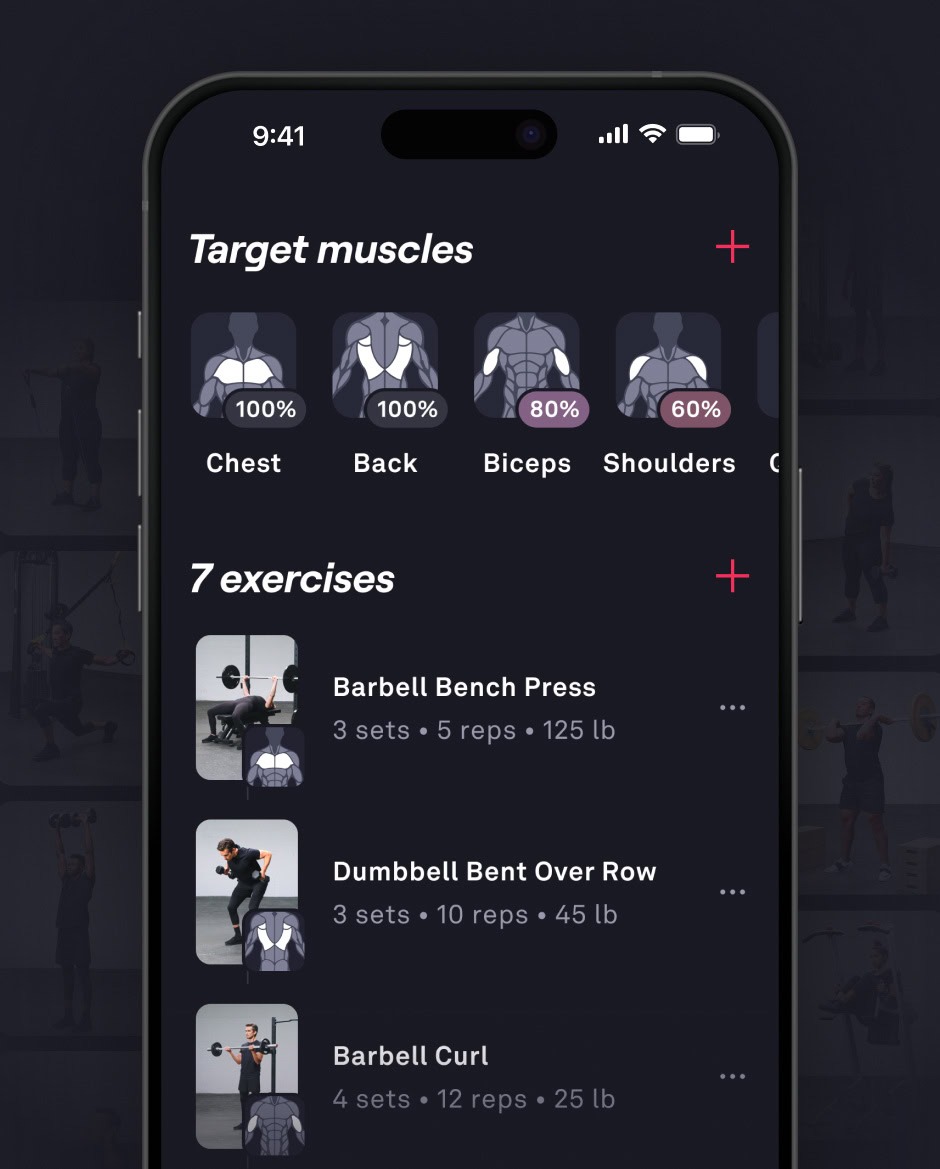 9:41
Target muscles
100%
100%
80%
60%
Chest
Back
Biceps
Shoulders
7 exercises
Barbell Bench Press
3 sets • 5 reps • 125 lb
Dumbbell Bent Over Row
3 sets • 10 reps • 45 lb
Barbell Curl
4 sets • 12 reps • 25 lb